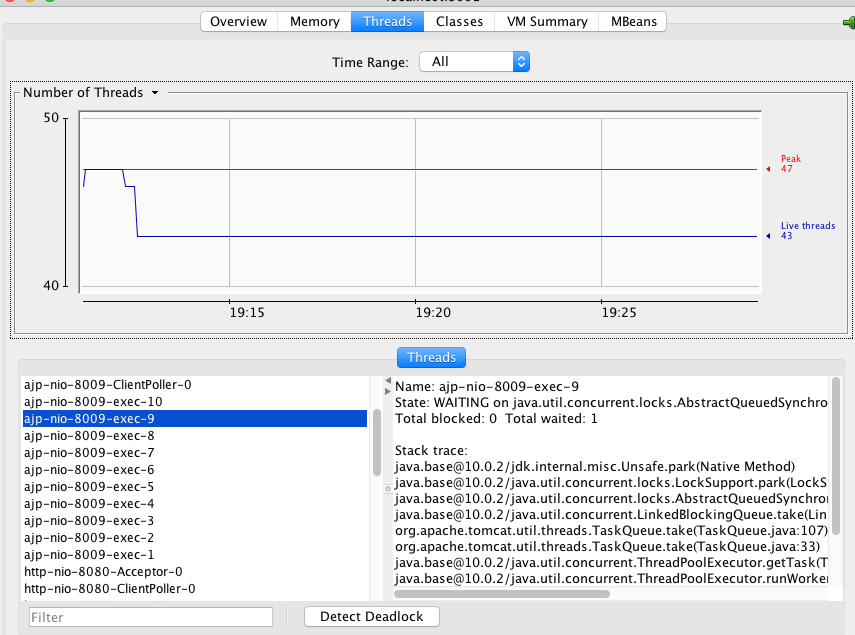 Overview Memory Threads Classes VM Summary MBeans
Time Range: All
Number of Threads
50
Peak
47
Live threads
43
40
19:15 19:20 19:25
Threads
ajp-nio-8009-ClientPoller-0
ajp-nio-8009-exec-10
ajp-nio-8009-exec-9
ajp-nio-8009-exec-8
ajp-nio-8009-exec-7
ajp-nio-8009-exec-6
ajp-nio-8009-exec-5
ajp-nio-8009-exec-4
ajp-nio-8009-exec-3
ajp-nio-8009-exec-2
ajp-nio-8009-exec-1
http-nio-8080-Acceptor-0
http-nio-8080-ClientPoller-0
Name: ajp-nio-8009-exec-9
State: WAITING on java.util.concurrent.locks.AbstractQueuedSynchro
Total blocked: 0 Total waited: 1
Stack trace:
java.base@10.0.2/jdk.internal.misc.Unsafe.park(Native Method)
java.base@10.0.2/java.util.concurrent.locks.LockSupport.park(LockS
java.base@10.0.2/java.util.concurrent.locks.AbstractQueuedSynchro
java.base@10.0.2/java.util.concurrent.LinkedBlockingQueue.take(Lin
org.apache.tomcat.util.threads.TaskQueue.take(TaskQueue.java:107)
org.apache.tomcat.util.threads.TaskQueue.take(TaskQueue.java:33)
java.base@10.0.2/java.util.concurrent.ThreadPoolExecutor.getTask(T
java.base@10.0.2/java.util.concurrent.ThreadPoolExecutor.runWorke
Filter
Detect Deadlock